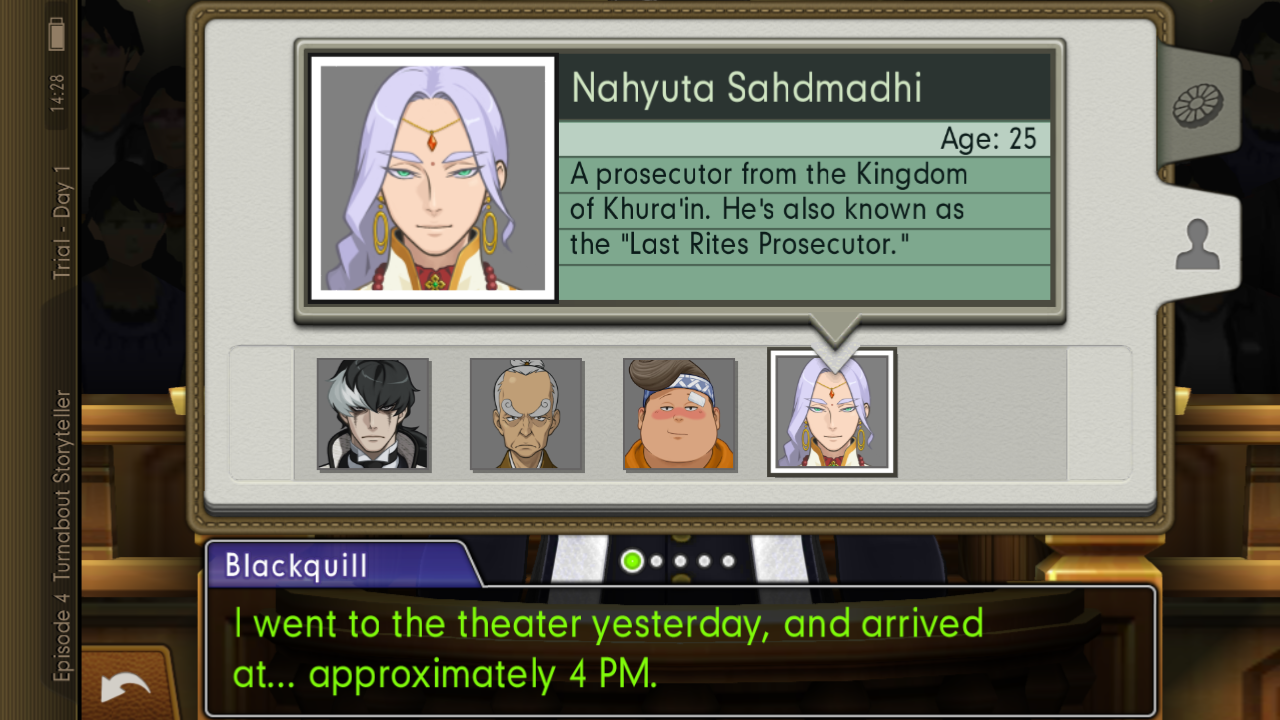 14:28
Trial - Day 1
Episode 4 Turnabout Storyteller
Nahyuta Sahdmadhi
Age: 25
A prosecutor from the Kingdom
of Khura'in. He's also known as
the "Last Rites Prosecutor."
Blackquill
I went to the theater yesterday, and arrived
at... approximately 4 PM.